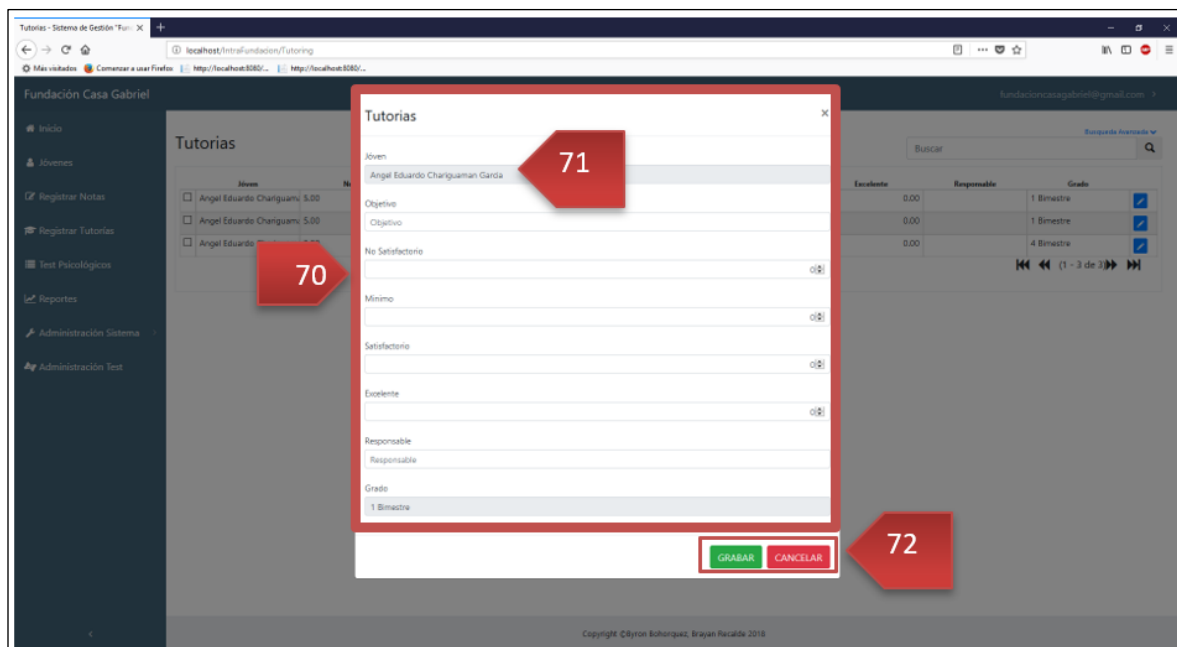 Tutorias - Sistema de Gestión "Fun
localhost/IntraFundacion/Tutoring
Más visitados Comenzar a usar Firefox http://localhost:8080/... http://localhost:8080/...
Fundación Casa Gabriel
fundacioncasagabriel@gmail.com
Inicio
Jóvenes
Registrar Notas
Registrar Tutorías
Test Psicológicos
Reportes
Administración Sistema
Administración Test
Tutorias
Busqueda Avanzada
Buscar
Jóven
Excelente Responsable Grado
Angel Eduardo Chariguama 5.00 0.00 1 Bimestre
Angel Eduardo Chariguama 5.00 0.00 1 Bimestre
Angel Eduardo 0.00 4 Bimestre
(1 - 3 de 3)
Tutorias
×
Jóven
Angel Eduardo Chariguaman Garcia
Objetivo
Objetivo
No Satisfactorio
0
Minimo
0
Satisfactorio
0
Excelente
0
Responsable
Responsable
Grado
1 Bimestre
GRABAR CANCELAR
70
71
72
Copyright ©Byron Bohorquez, Brayan Recalde 2018